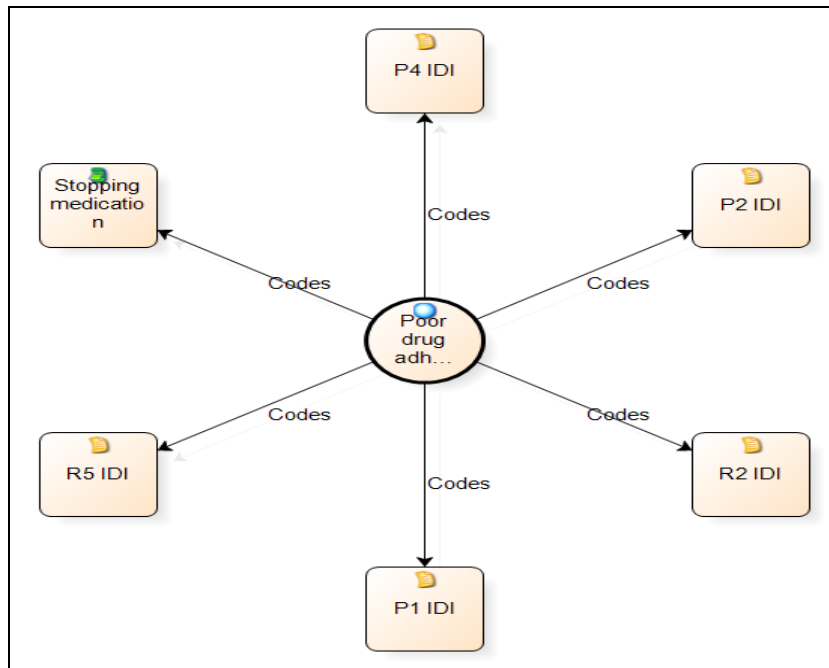 P4 IDI
Stopping
medicatio
n
P2 IDI
Codes
Codes
Codes
Poor
drug
adh...
Codes
Codes
Codes
R5 IDI
R2 IDI
P1 IDI